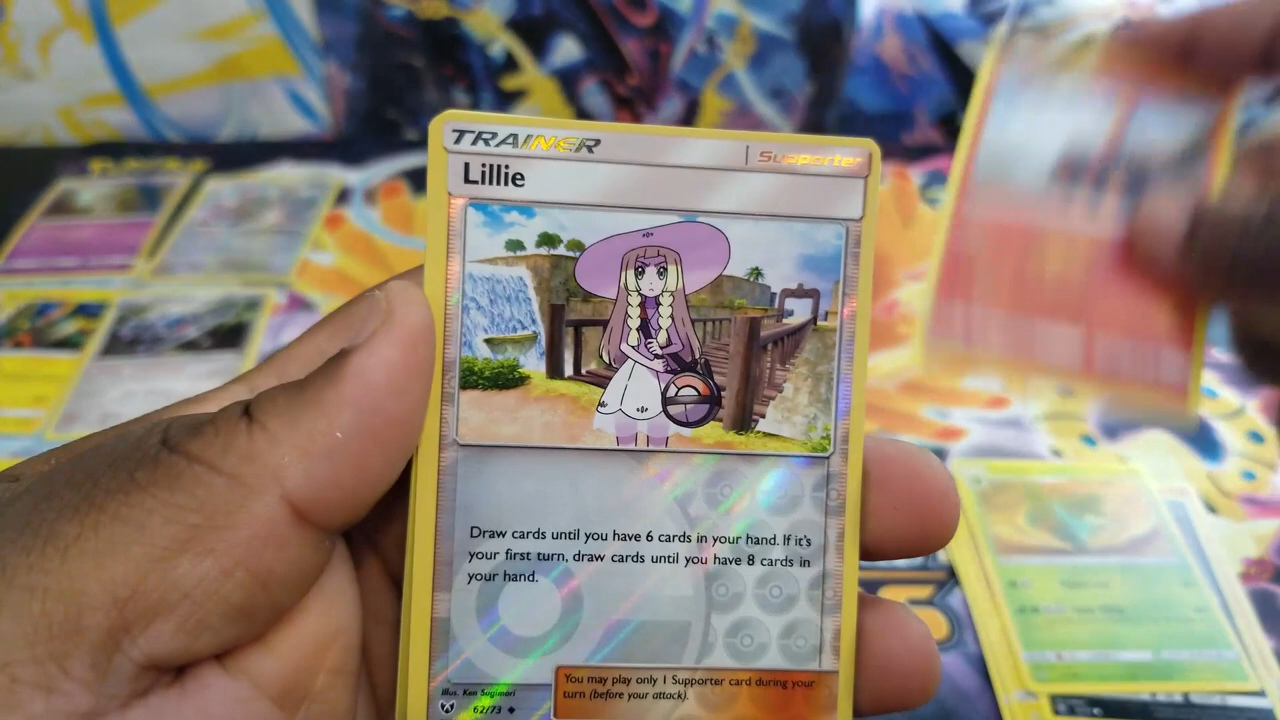 TRAINER
Supporter
Lillie
Draw cards until you have 6 cards in your hand. If it's
your first turn, draw cards until you have 8 cards in
your hand.
You may play only 1 Supporter card during your
turn (before your attack).
Illus. Ken Sugimori
62/73